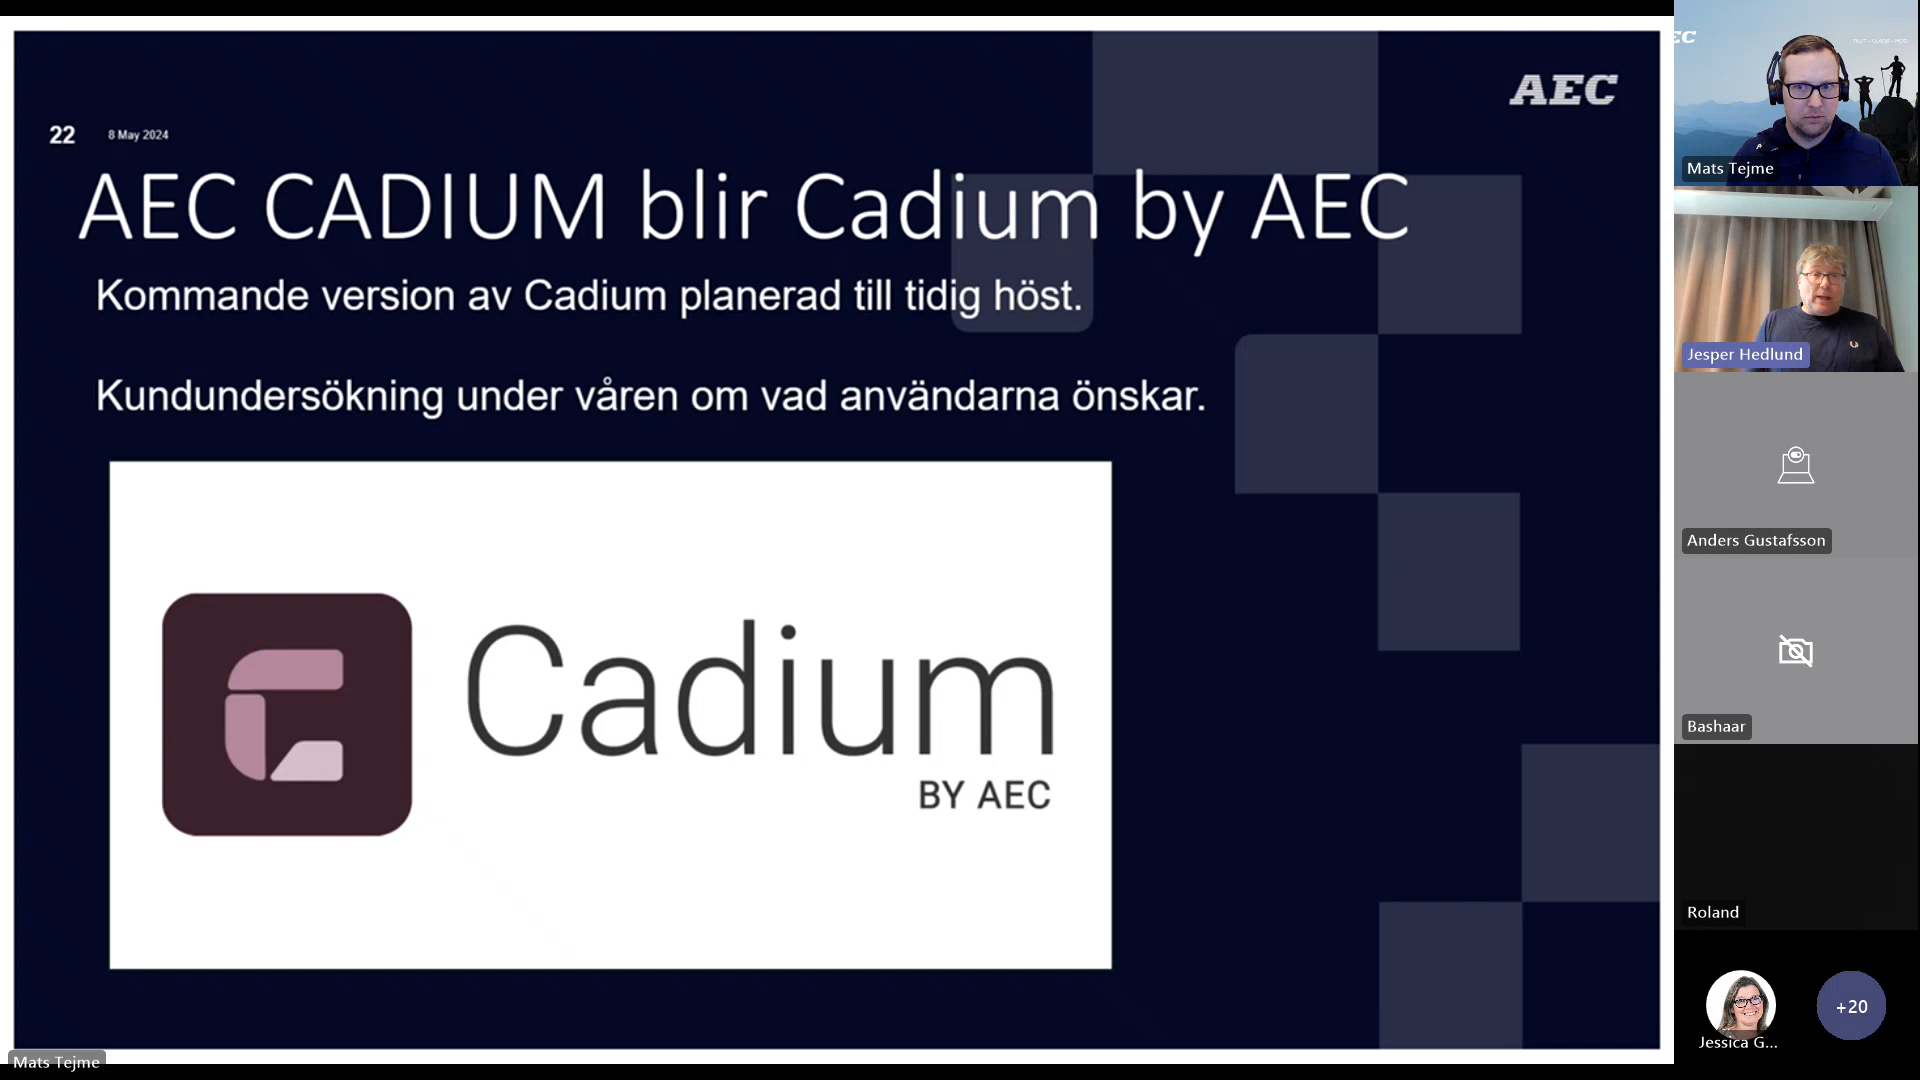 AEC
22
8 May 2024
AEC CADIUM blir Cadium by AEC
Kommande version av Cadium planerad till tidig höst.
Kundundersökning under våren om vad användarna önskar.
Cadium
BY AEC
Mats Tejme
EC
Mats Tejme
Jesper Hedlund
Anders Gustafsson
Bashaar
Roland
Jessica G...
+20